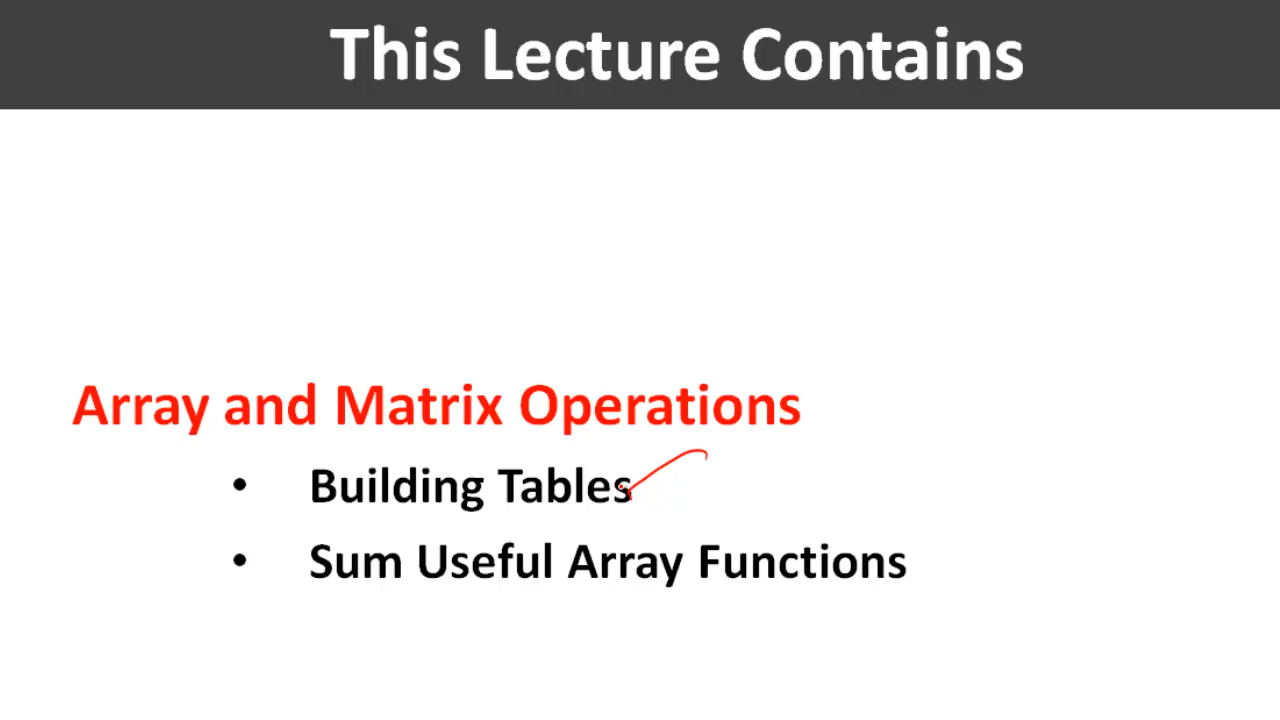 This Lecture Contains
Array and Matrix Operations
• Building Tables
• Sum Useful Array Functions